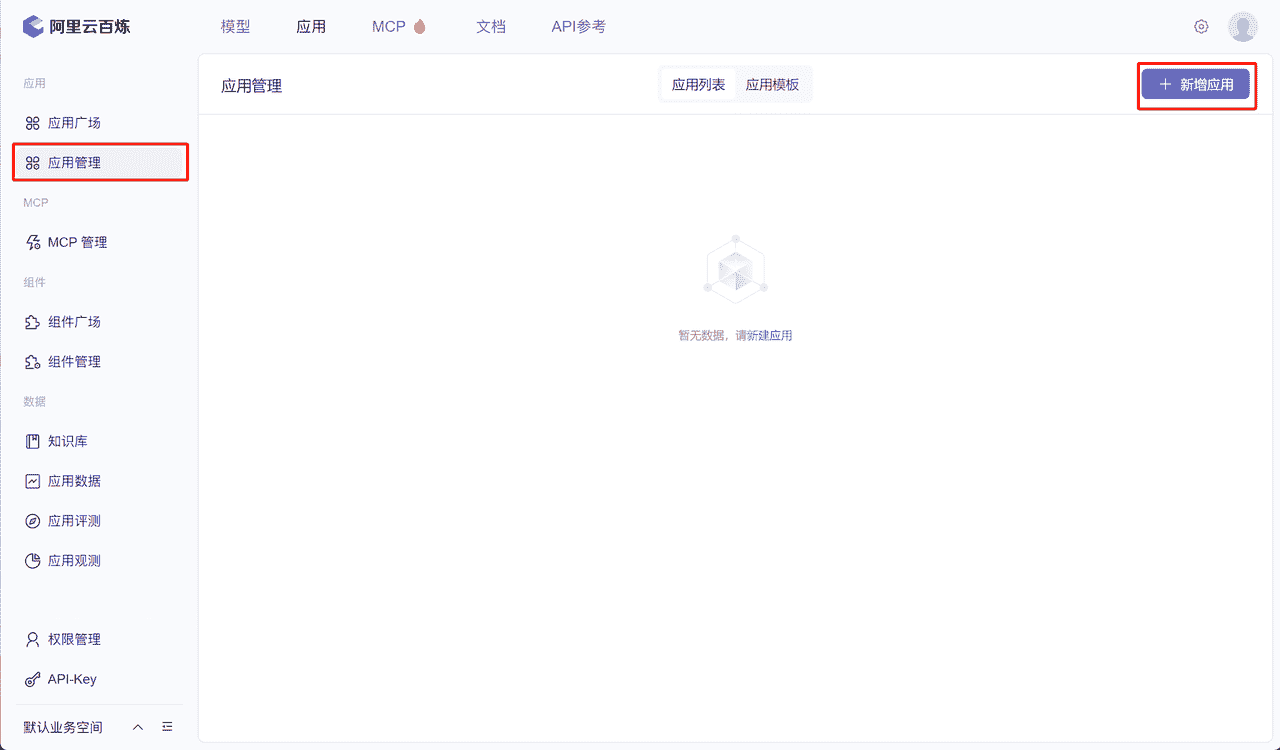 阿里云百炼
模型 应用 MCP 文档 API参考
应用
应用广场
应用管理
MCP
MCP 管理
组件
组件广场
组件管理
数据
知识库
应用数据
应用评测
应用观测
权限管理
API-Key
默认业务空间
应用管理 应用列表 应用模板 + 新增应用
暂无数据，请新建应用